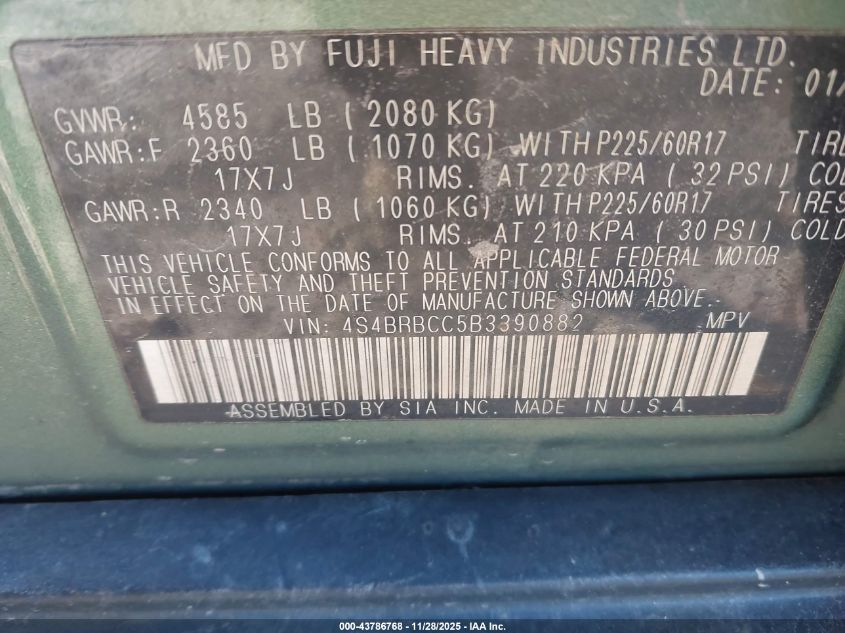 MFD BY FUJI HEAVY INDUSTRIES LTD.
DATE: 01/
GVWR: 4585 LB ( 2080 KG)
GAWR:F 2360 LB ( 1070 KG) WITH P225/60R17 TIRE
17X7J RIMS. AT 220 KPA ( 32 PSI) COL
GAWR:R 2340 LB ( 1060 KG) WITH P225/60R17 TIRES
17X7J RIMS. AT 210 KPA ( 30 PSI) COLD
THIS VEHICLE CONFORMS TO ALL APPLICABLE FEDERAL MOTOR
VEHICLE SAFETY AND THEFT PREVENTION STANDARDS
IN EFFECT ON THE DATE OF MANUFACTURE SHOWN ABOVE.
VIN: 4S4BRBCC5B3390882 MPV
ASSEMBLED BY SIA INC. MADE IN U.S.A.
000-43786768 | 11/28/2025 - IAA Inc.